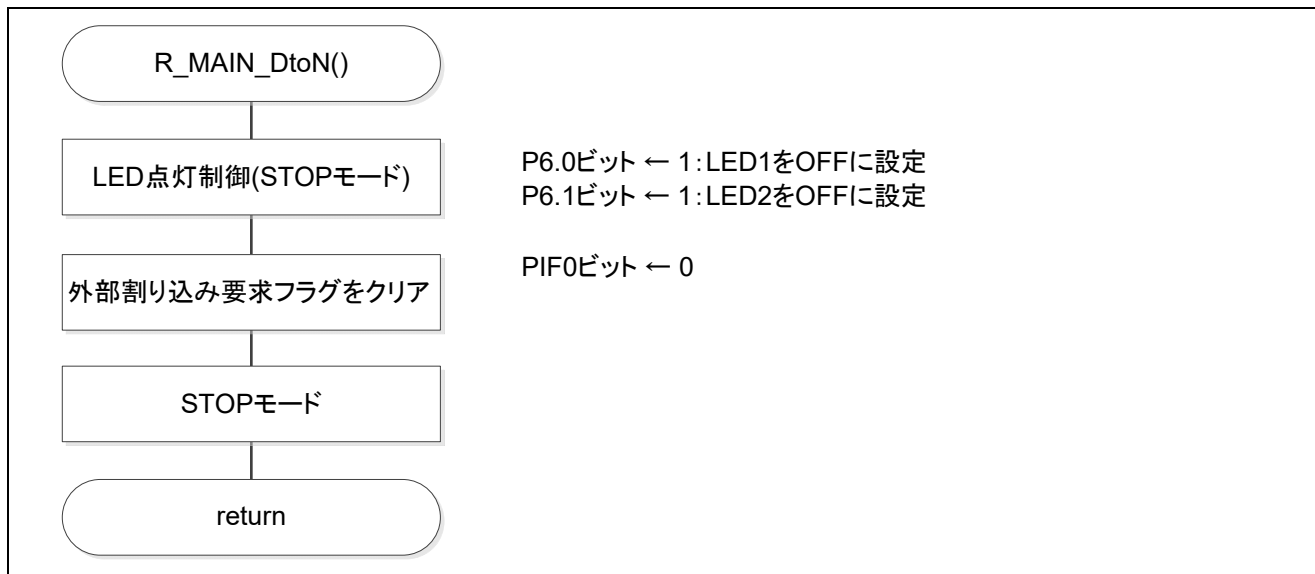 R_MAIN_DtoN()
LED点灯制御(STOPモード)
P6.0ビット ← 1:LED1をOFFに設定
P6.1ビット ← 1:LED2をOFFに設定
外部割り込み要求フラグをクリア
PIF0ビット ← 0
STOPモード
return